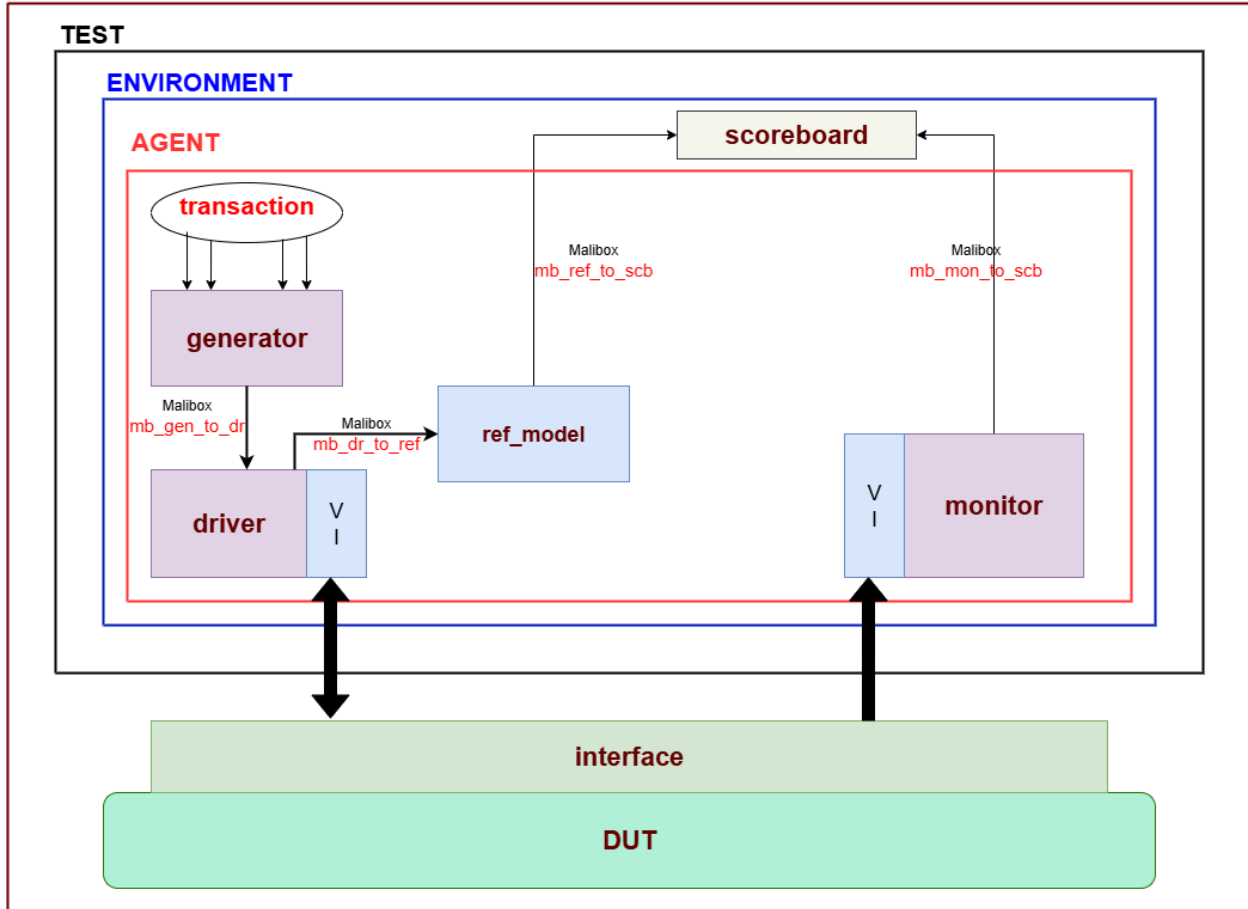 TEST
ENVIRONMENT
AGENT
scoreboard
transaction
Malibox
mb_ref_to_scb
Malibox
mb_mon_to_scb
generator
Malibox
mb_gen_to_dr
Malibox
mb_dr_to_ref
ref_model
driver
V
I
V
I
monitor
interface
DUT